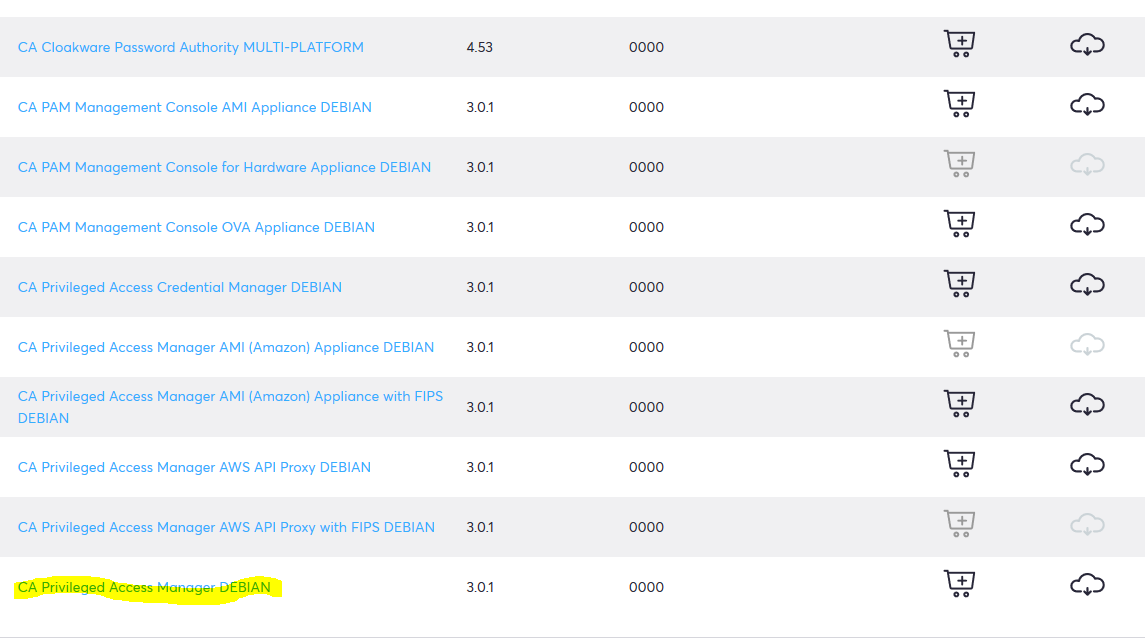 CA Cloakware Password Authority MULTI-PLATFORM 4.53 0000
CA PAM Management Console AMI Appliance DEBIAN 3.0.1 0000
CA PAM Management Console for Hardware Appliance DEBIAN 3.0.1 0000
CA PAM Management Console OVA Appliance DEBIAN 3.0.1 0000
CA Privileged Access Credential Manager DEBIAN 3.0.1 0000
CA Privileged Access Manager AMI (Amazon) Appliance DEBIAN 3.0.1 0000
CA Privileged Access Manager AMI (Amazon) Appliance with FIPS
DEBIAN 3.0.1 0000
CA Privileged Access Manager AWS API Proxy DEBIAN 3.0.1 0000
CA Privileged Access Manager AWS API Proxy with FIPS DEBIAN 3.0.1 0000
CA Privileged Access Manager DEBIAN 3.0.1 0000